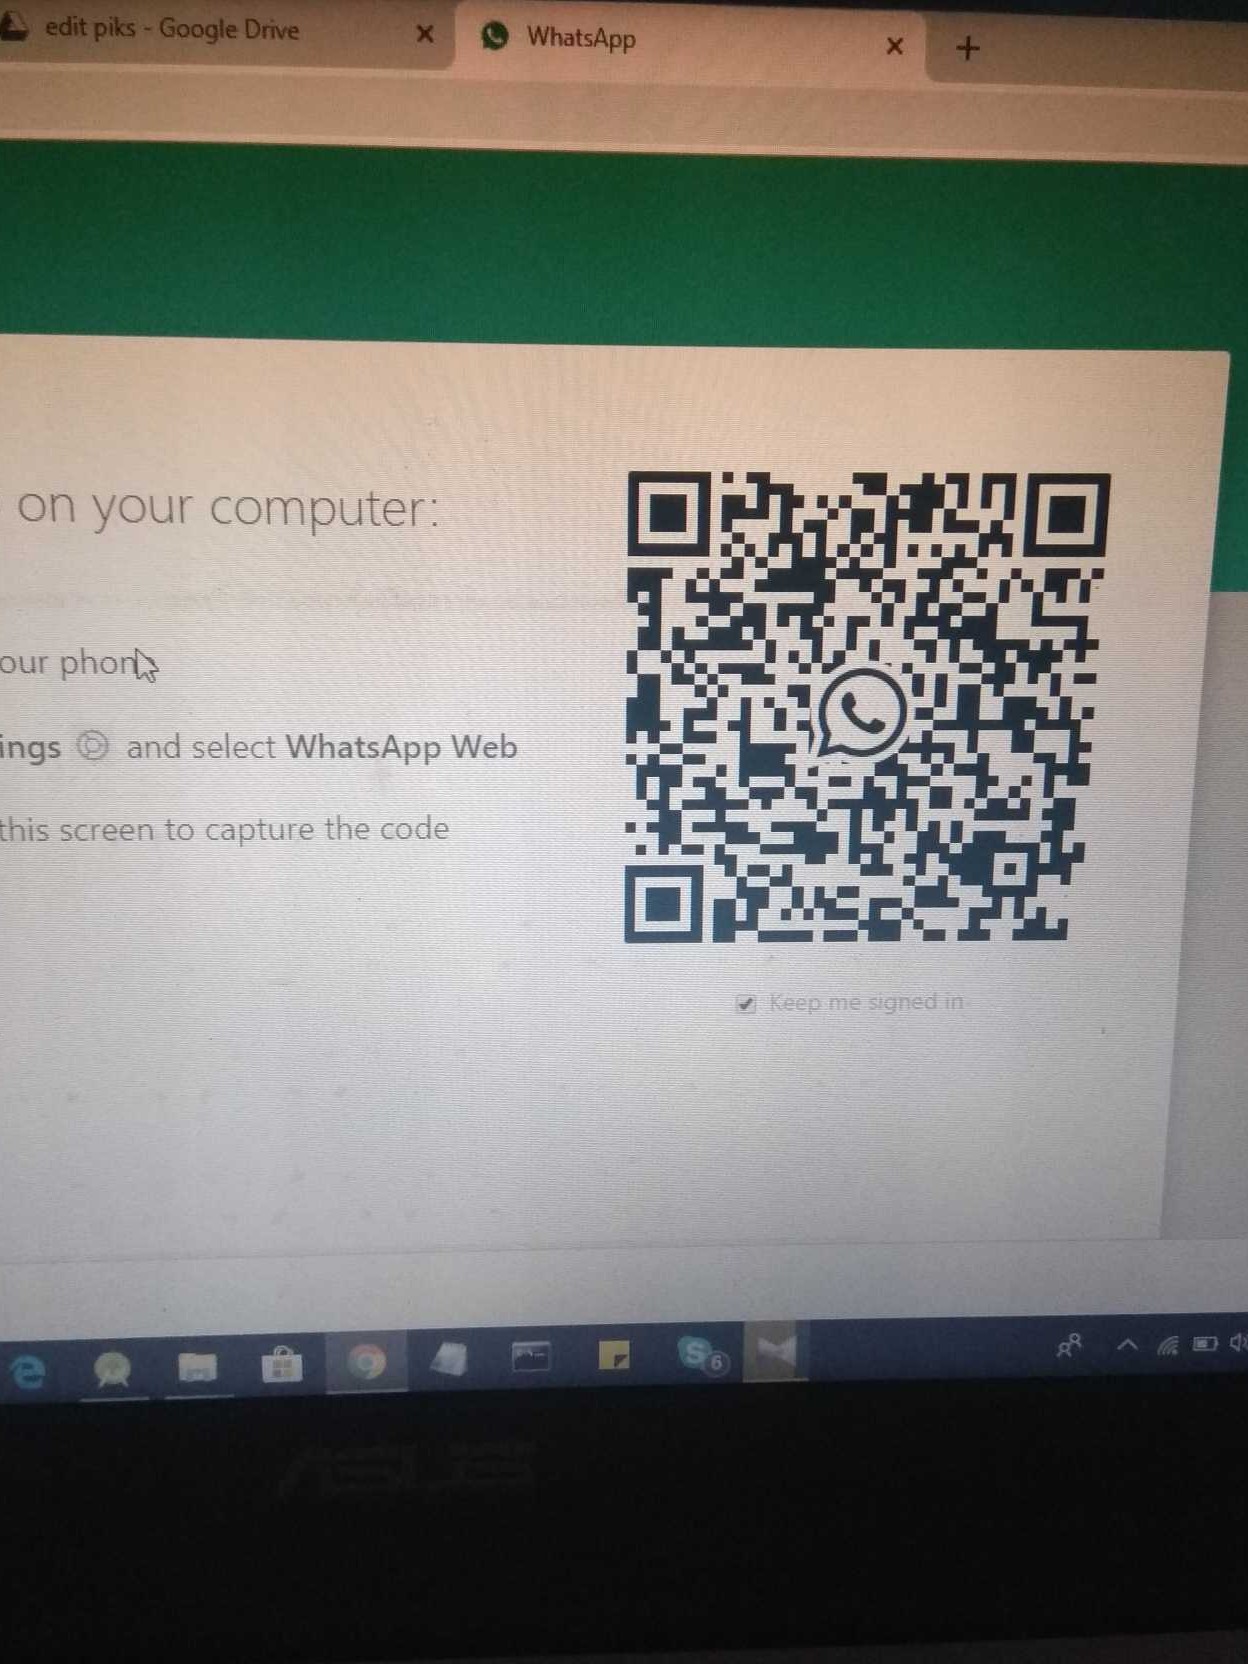 edit piks - Google Drive
WhatsApp
on your computer:
our phon
ings and select WhatsApp Web
this screen to capture the code
Keep me signed in
6
ASUS